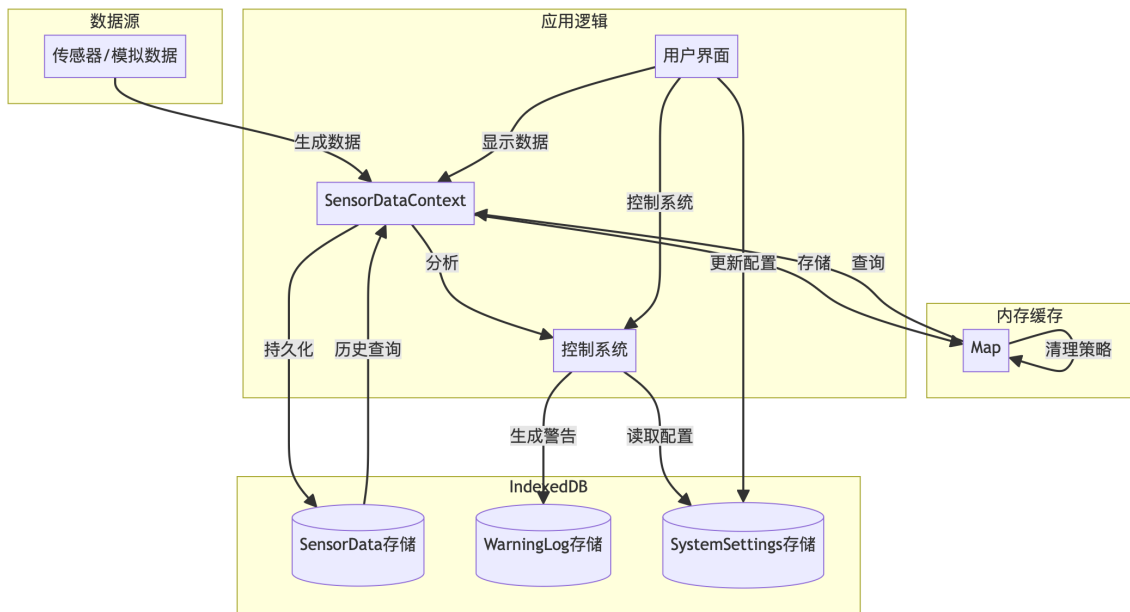 数据源
传感器/模拟数据
应用逻辑
用户界面
生成数据
显示数据
SensorDataContext
控制系统
分析
更新配置
存储
查询
内存缓存
Map
清理策略
持久化
历史查询
控制系统
生成警告
读取配置
IndexedDB
SensorData存储
WarningLog存储
SystemSettings存储